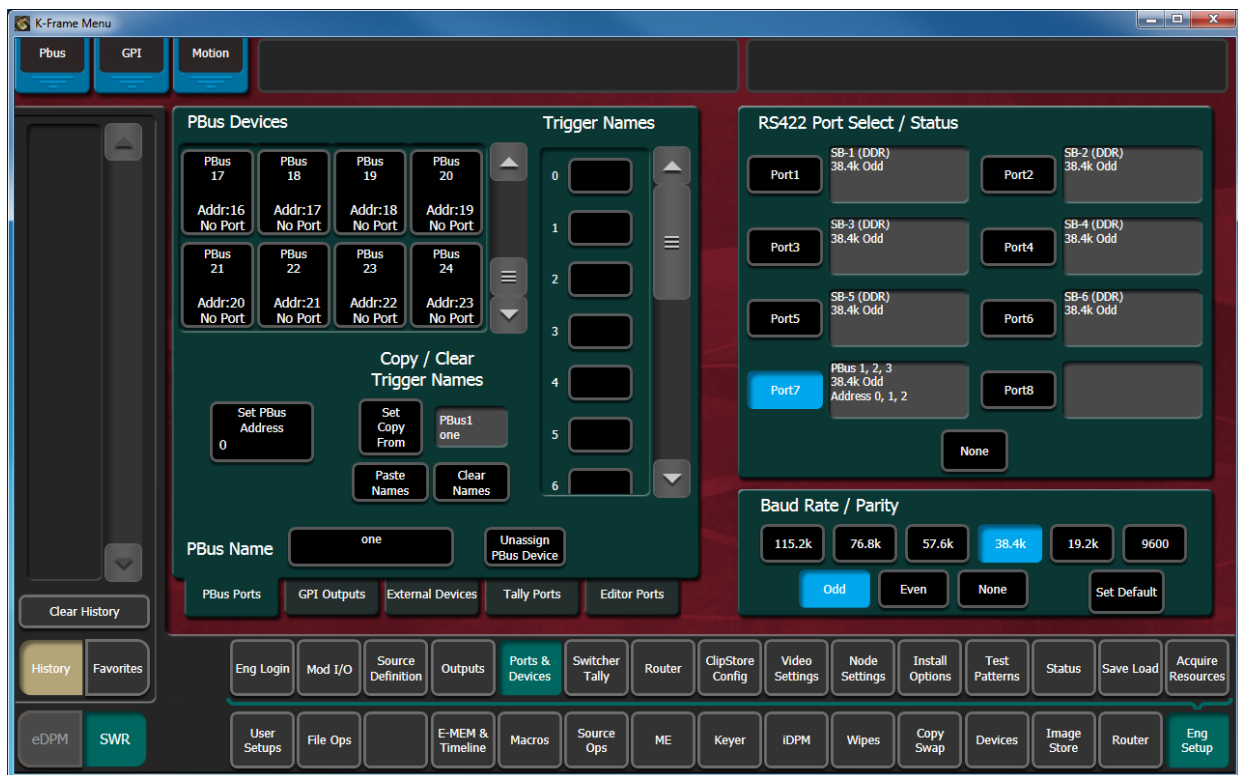 K-Frame Menu
Pbus
GPI
Motion
PBus Devices
Trigger Names
RS422 Port Select / Status
PBus
17
Addr:16
No Port
PBus
18
Addr:17
No Port
PBus
19
Addr:18
No Port
PBus
20
Addr:19
No Port
PBus
21
Addr:20
No Port
PBus
22
Addr:21
No Port
PBus
23
Addr:22
No Port
PBus
24
Addr:23
No Port
0
1
2
3
4
5
6
Copy / Clear
Trigger Names
Set PBus
Address
0
Set
Copy
From
PBus1
one
Paste
Names
Clear
Names
PBus Name
one
Unassign
PBus Device
PBus Ports
GPI Outputs
External Devices
Tally Ports
Editor Ports
Port1
SB-1 (DDR)
38.4k Odd
Port2
SB-2 (DDR)
38.4k Odd
Port3
SB-3 (DDR)
38.4k Odd
Port4
SB-4 (DDR)
38.4k Odd
Port5
SB-5 (DDR)
38.4k Odd
Port6
SB-6 (DDR)
38.4k Odd
Port7
PBus 1, 2, 3
38.4k Odd
Address 0, 1, 2
Port8
None
Baud Rate / Parity
115.2k
76.8k
57.6k
38.4k
19.2k
9600
Odd
Even
None
Set Default
Clear History
History
Favorites
Eng Login
Mod I/O
Source
Definition
Outputs
Ports &
Devices
Switcher
Tally
Router
ClipStore
Config
Video
Settings
Node
Settings
Install
Options
Test
Patterns
Status
Save Load
Acquire
Resources
eDPM
SWR
User
Setups
File Ops
E-MEM &
Timeline
Macros
Source
Ops
ME
Keyer
iDPM
Wipes
Copy
Swap
Devices
Image
Store
Router
Eng
Setup